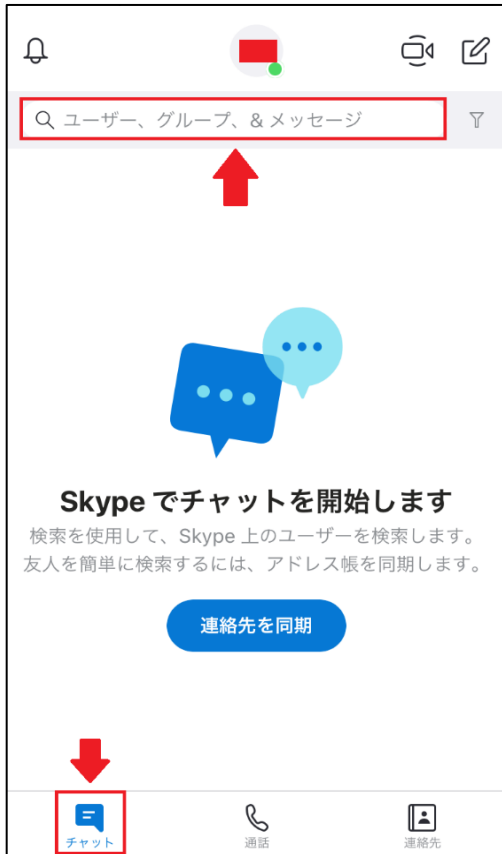 ユーザー、グループ、& メッセージ
Skype でチャットを開始します
検索を使用して、Skype 上のユーザーを検索します。
友人を簡単に検索するには、アドレス帳を同期します。
連絡先を同期
チャット
通話
連絡先